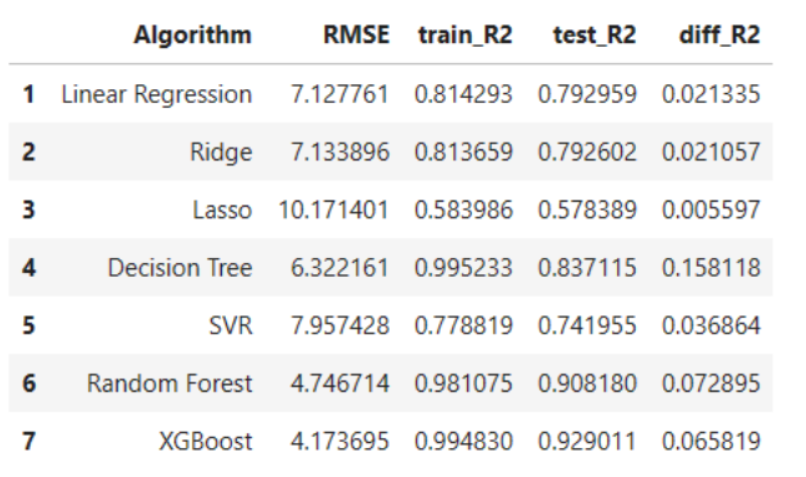 Algorithm RMSE train_R2 test_R2 diff_R2
1 Linear Regression 7.127761 0.814293 0.792959 0.021335
2 Ridge 7.133896 0.813659 0.792602 0.021057
3 Lasso 10.171401 0.583986 0.578389 0.005597
4 Decision Tree 6.322161 0.995233 0.837115 0.158118
5 SVR 7.957428 0.778819 0.741955 0.036864
6 Random Forest 4.746714 0.981075 0.908180 0.072895
7 XGBoost 4.173695 0.994830 0.929011 0.065819